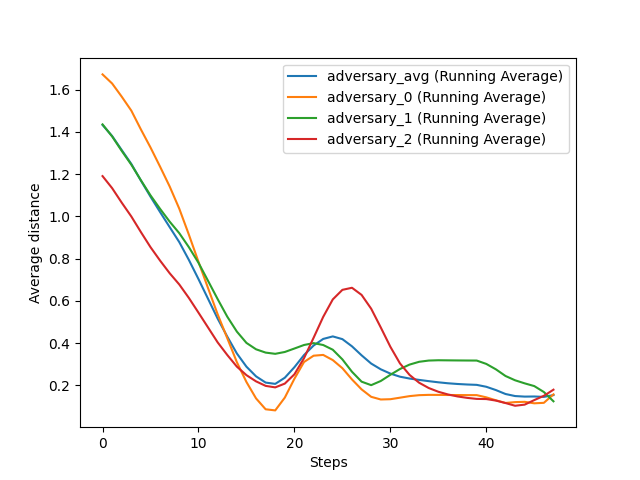 adversary_avg (Running Average)
adversary_0 (Running Average)
adversary_1 (Running Average)
adversary_2 (Running Average)
Average distance
1.6
1.4
1.2
1.0
0.8
0.6
0.4
0.2
0
10
20
30
40
Steps